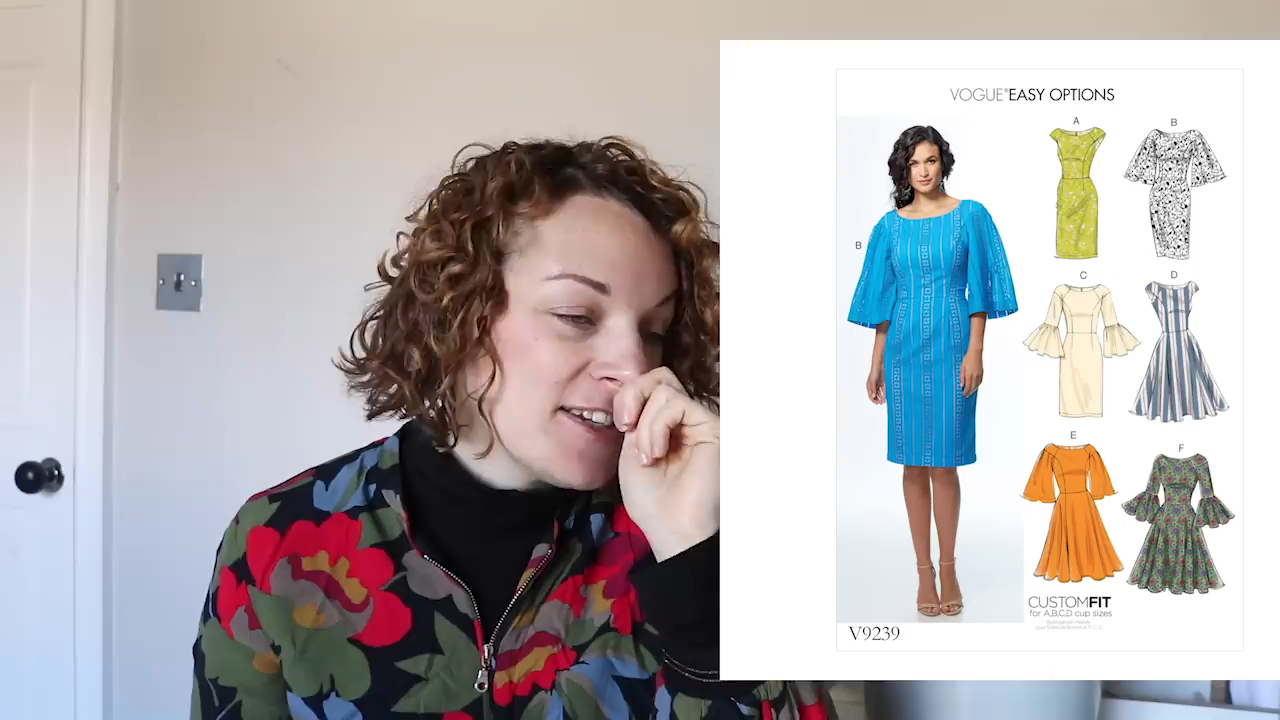 VOGUE® EASY OPTIONS
A
B
B
C
D
E
F
CUSTOMFIT
for A,B,C,D cup sizes
V9239